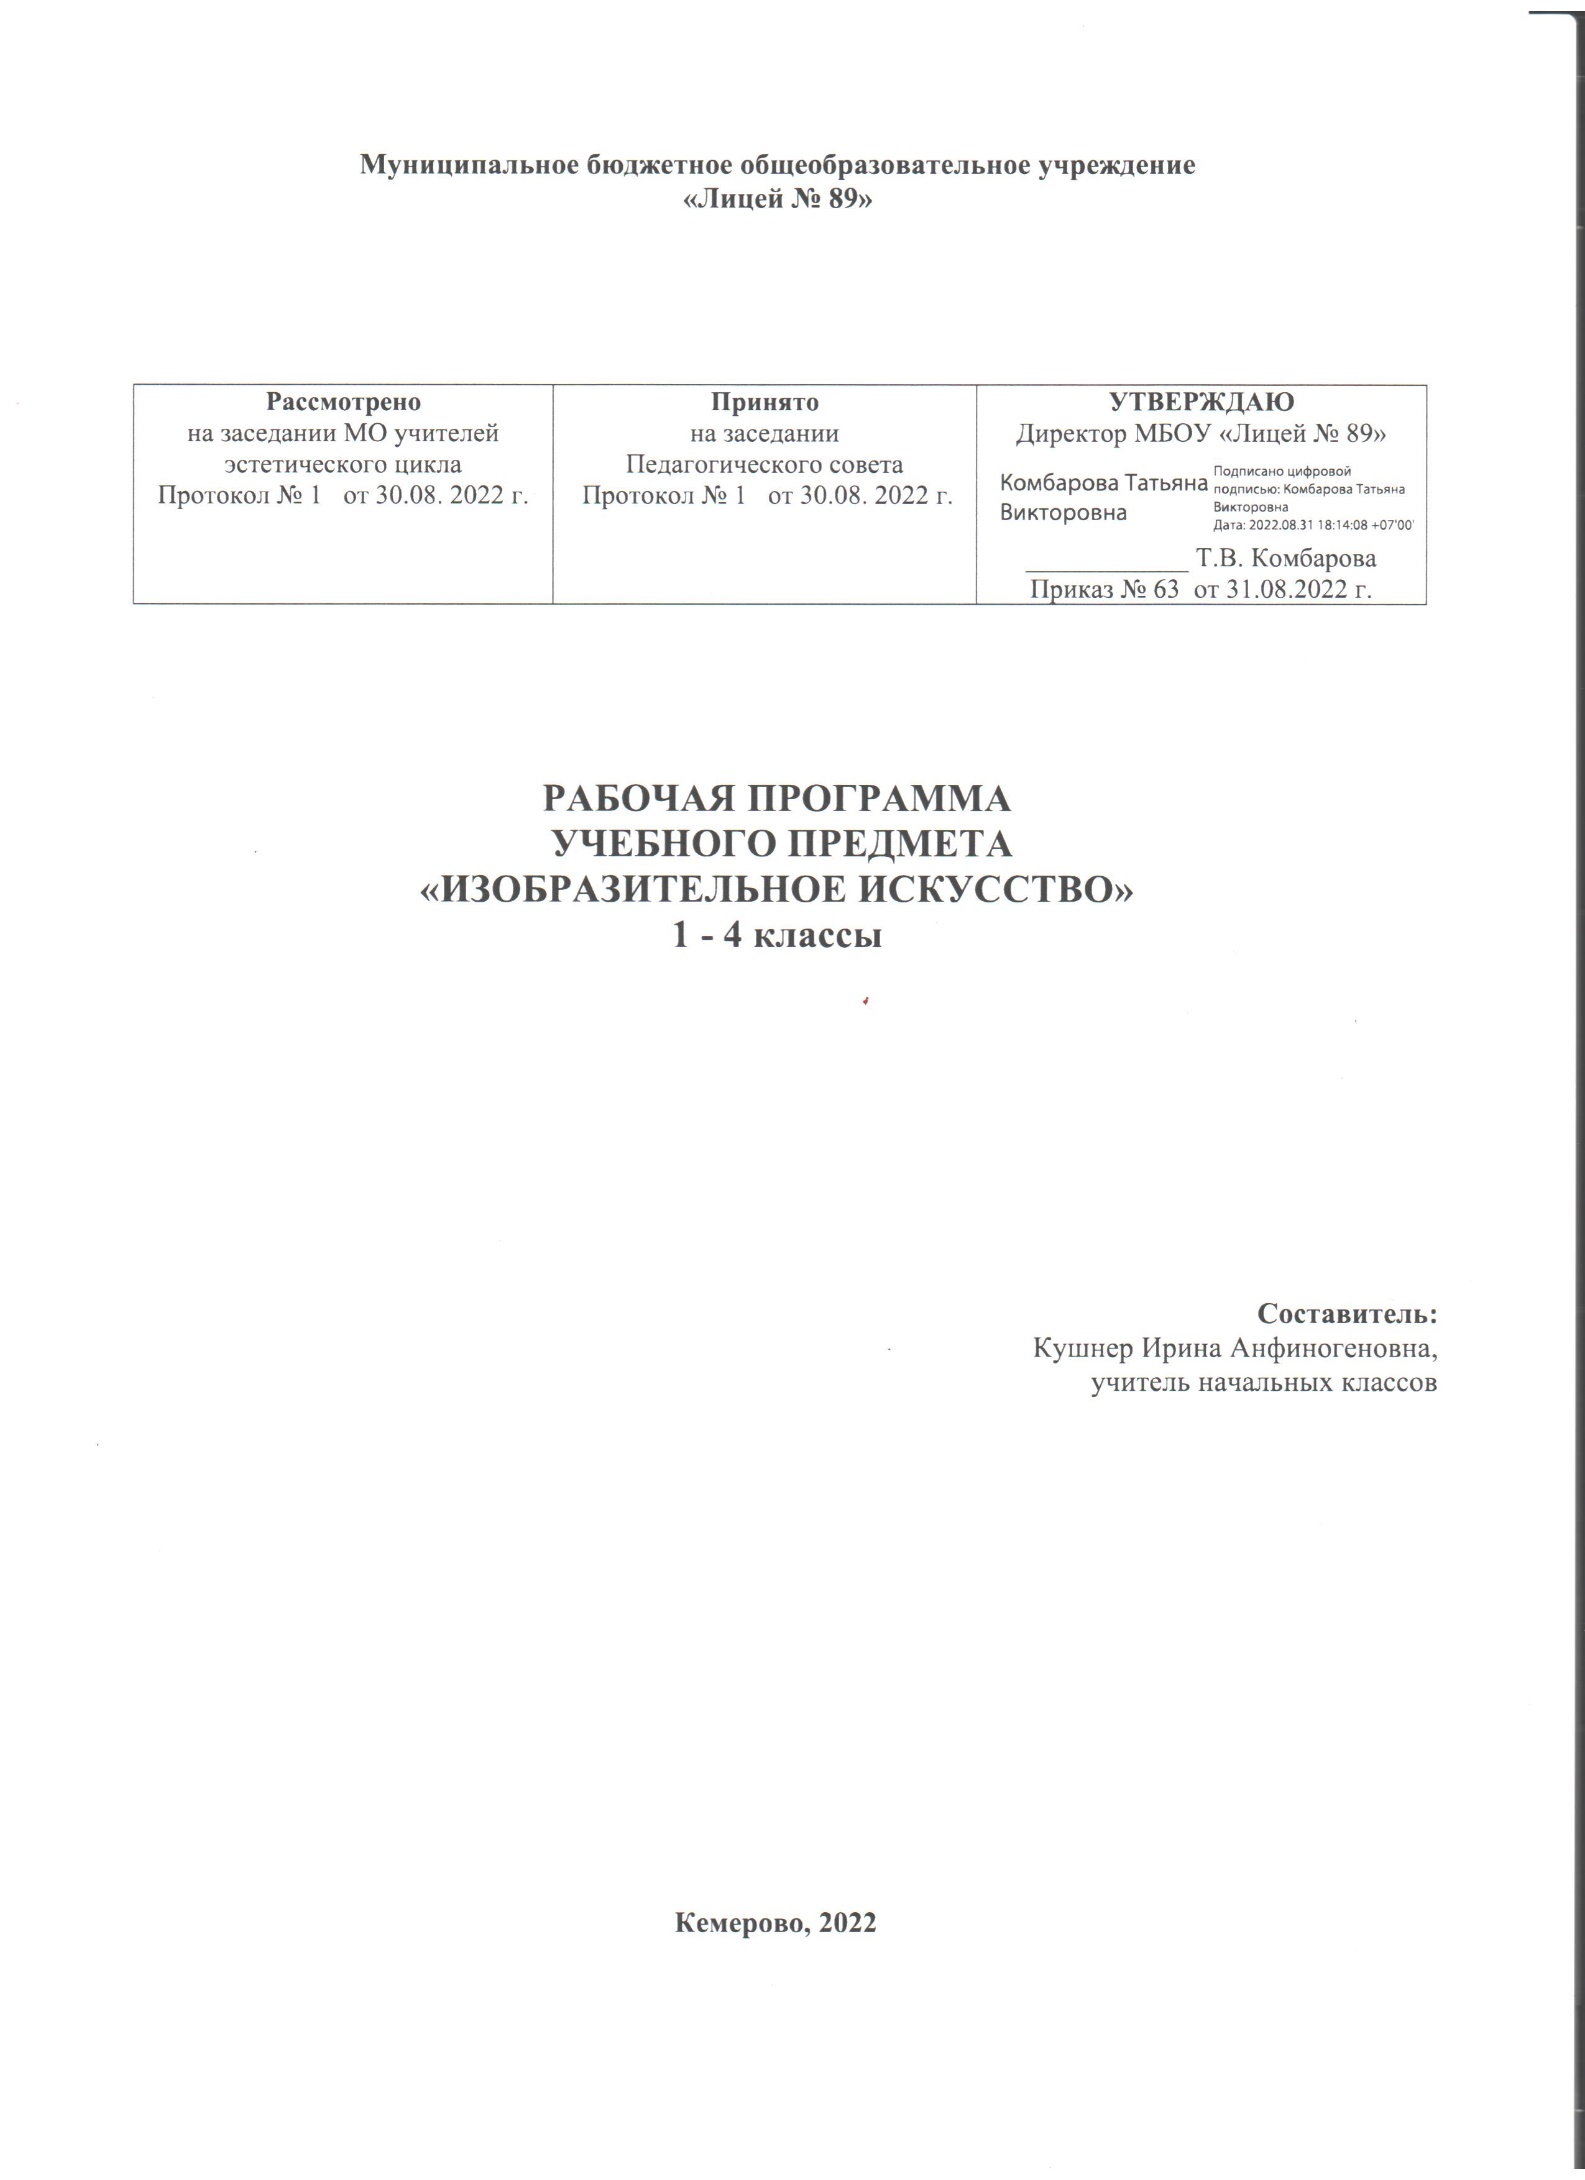 Муниципальное бюджетное общеобразовательное учреждение
«Лицей № 89»
Рассмотрено
на заседании МО учителей
эстетического цикла
Протокол № 1 от 30.08. 2022 г.
Принято
на заседании
Педагогического совета
Протокол № 1 от 30.08. 2022 г.
УТВЕРЖДАЮ
Директор МБОУ «Лицей № 89»
Комбарова Татьяна
Викторовна
Подписано цифровой
подписью: Комбарова Татьяна
Викторовна
Дата: 2022.08.31 18:14:08 +07'00'
____________ Т.В. Комбарова
Приказ № 63 от 31.08.2022 г.
РАБОЧАЯ ПРОГРАММА
УЧЕБНОГО ПРЕДМЕТА
«ИЗОБРАЗИТЕЛЬНОЕ ИСКУССТВО»
1 - 4 классы
Составитель:
Кушнер Ирина Анфиногеновна,
учитель начальных классов
Кемерово, 2022